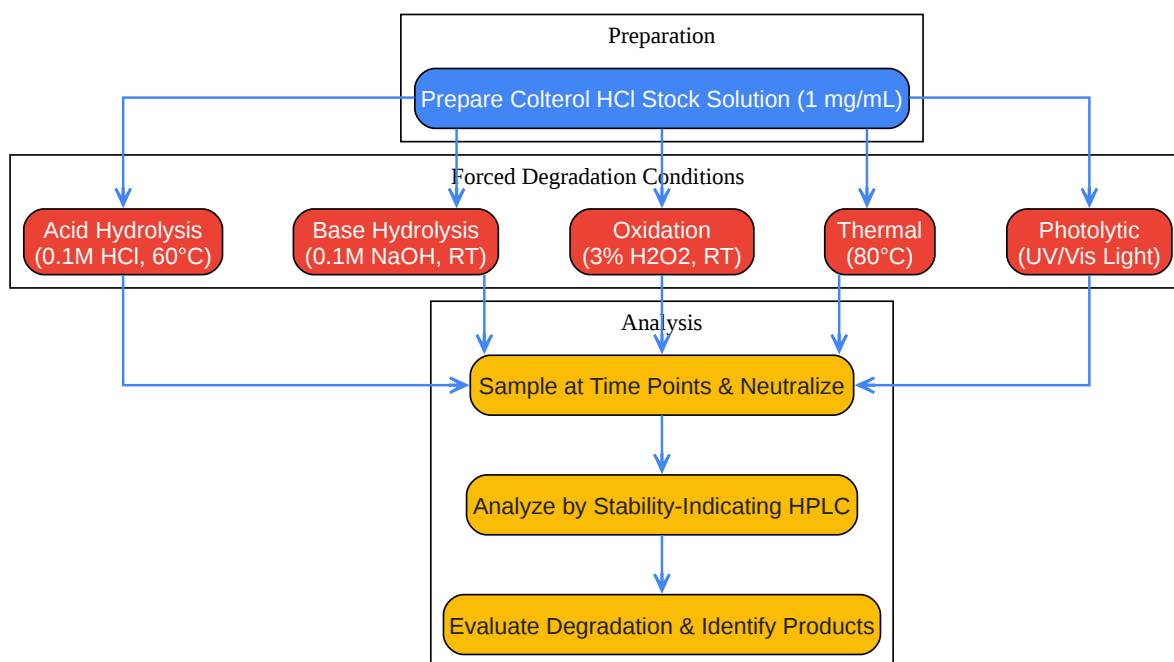 Preparation
Prepare Colterol HCl Stock Solution (1 mg/mL)
Forced Degradation Conditions
Acid Hydrolysis
(0.1M HCl, 60°C)
Base Hydrolysis
(0.1M NaOH, RT)
Oxidation
(3% H2O2, RT)
Thermal
(80°C)
Photolytic
(UV/Vis Light)
Analysis
Sample at Time Points & Neutralize
Analyze by Stability-Indicating HPLC
Evaluate Degradation & Identify Products